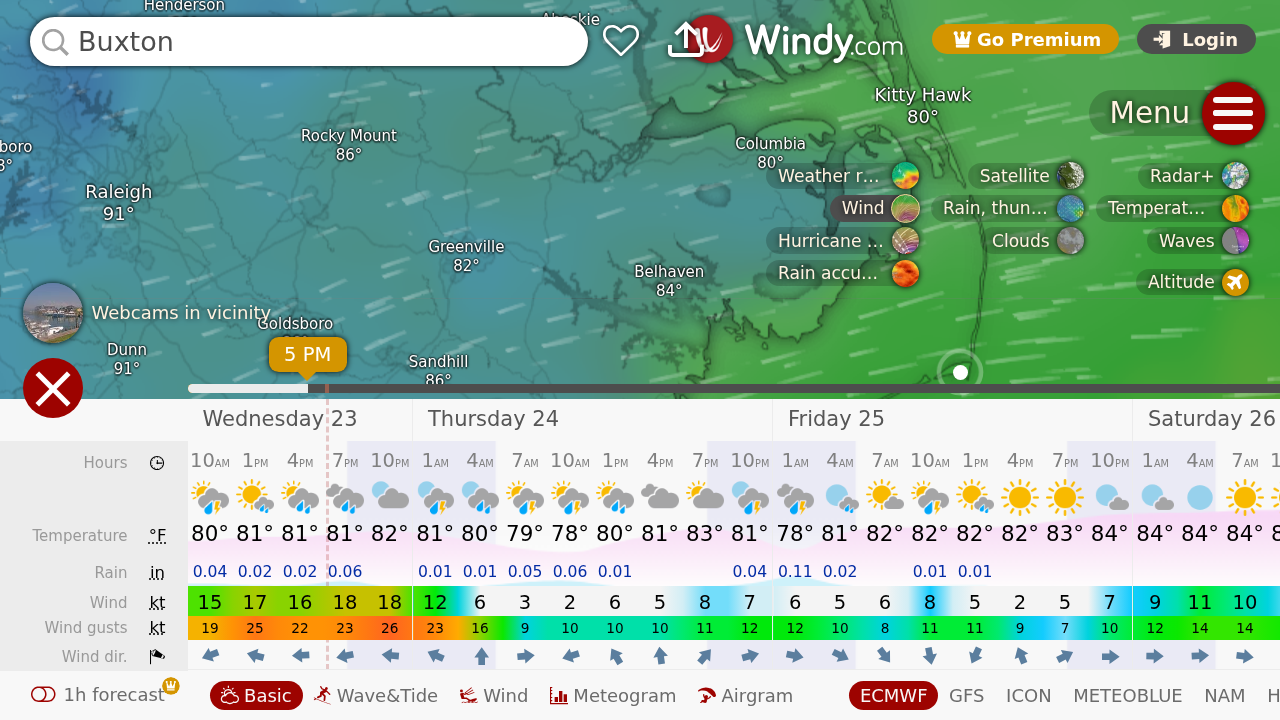 Henderson
Ahoskie
Buxton
Windy.com
Go Premium
Login
Kitty Hawk
80°
Menu
Rocky Mount
86°
Columbia
80°
boro
Raleigh
91°
Weather r...
Satellite
Radar+
Wind
Rain, thun...
Temperat...
Hurricane ...
Clouds
Waves
Rain accu...
Altitude
Greenville
82°
Belhaven
84°
Webcams in vicinity
Goldsboro
Dunn
91°
5 PM
Sandhill
86°
Wednesday 23 Thursday 24 Friday 25 Saturday 26
Hours 10AM 1PM 4PM 7PM 10PM 1AM 4AM 7AM 10AM 1PM 4PM 7PM 10PM 1AM 4AM 7AM 10AM 1PM 4PM 7PM 10PM 1AM 4AM 7AM 1
Temperature °F 80° 81° 81° 81° 82° 81° 80° 79° 78° 80° 81° 83° 81° 78° 81° 82° 82° 82° 82° 83° 84° 84° 84° 84° 8
Rain in 0.04 0.02 0.02 0.06 0.01 0.01 0.05 0.06 0.01 0.04 0.11 0.02 0.01 0.01
Wind kt 15 17 16 18 18 12 6 3 2 6 5 8 7 6 5 6 8 5 2 5 7 9 11 10
Wind gusts kt 19 25 22 23 26 23 16 9 10 10 10 11 12 12 10 8 11 11 9 7 10 12 14 14
Wind dir.
1h forecast Basic Wave&Tide Wind Meteogram Airgram ECMWF GFS ICON METEOBLUE NAM H